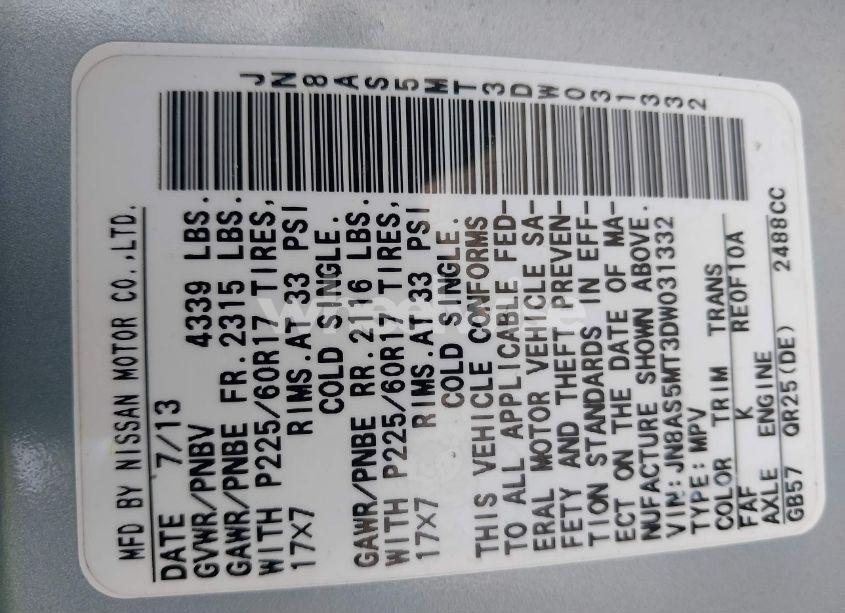 JN8AS5MT3DW031332
MFD BY NISSAN MOTOR CO.,LTD.
DATE 7/13
GVWR/PNBV 4339 LBS.
GAWR/PNBE FR.2315 LBS.
WITH P225/60R17 TIRES,
17X7 RIMS.AT 33 PSI
COLD SINGLE.
GAWR/PNBE RR.2116 LBS.
WITH P225/60R17 TIRES,
17X7 RIMS.AT 33 PSI
COLD SINGLE.
THIS VEHICLE CONFORMS
TO ALL APPLICABLE FED-
ERAL MOTOR VEHICLE SA-
FETY AND THEFT PREVEN-
TION STANDARDS IN EFF-
ECT ON THE DATE OF MA-
NUFACTURE SHOWN ABOVE.
VIN:JN8AS5MT3DW031332
TYPE:MPV
COLOR TRIM TRANS
FAF K RE0F10A
AXLE ENGINE
GB57 QR25(DE) 2488CC